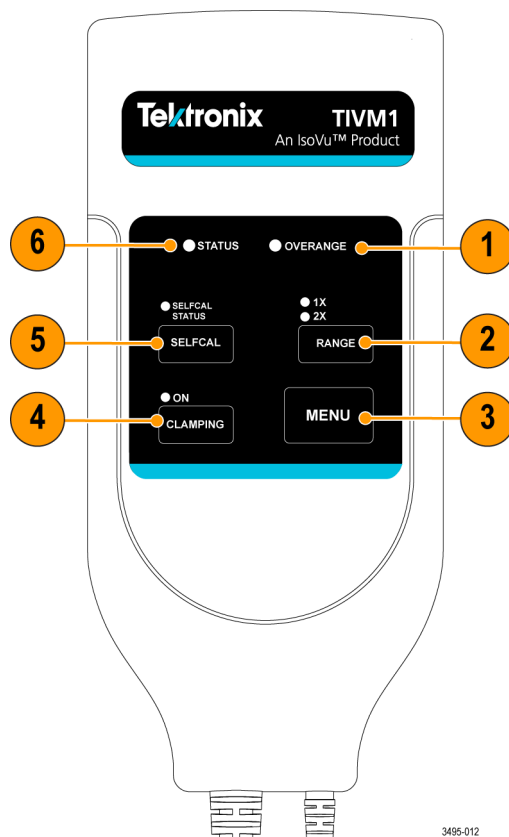 Tektronix
TIVM1
An IsoVu™ Product
6
STATUS
OVERANGE
1
SELFCAL
STATUS
1X
2X
5
SELFCAL
RANGE
2
ON
4
CLAMPING
MENU
3
3495-012